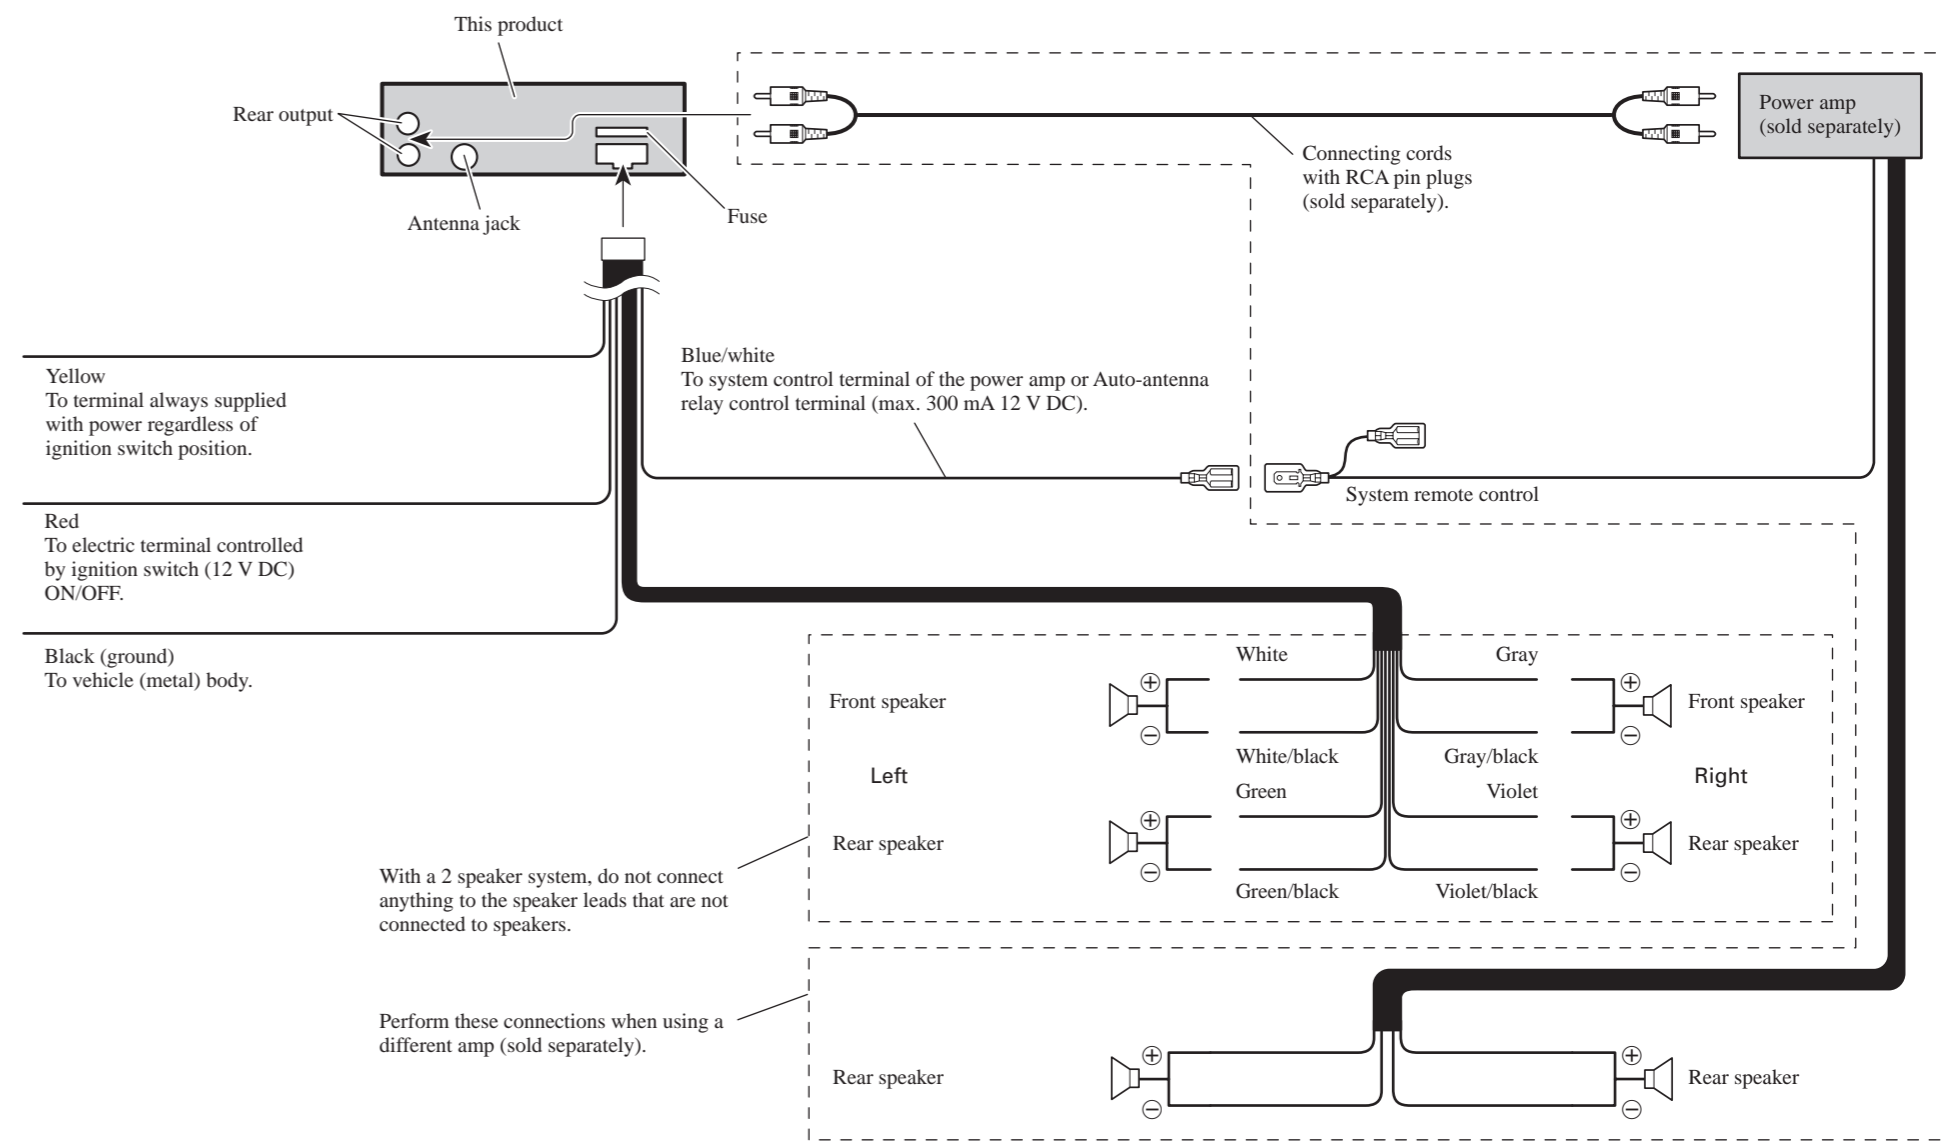 This product
Rear output
Antenna jack
Fuse
Connecting cords
with RCA pin plugs
(sold separately).
Power amp
(sold separately)
Yellow
To terminal always supplied
with power regardless of
ignition switch position.
Blue/white
To system control terminal of the power amp or Auto-antenna
relay control terminal (max. 300 mA 12 V DC).
System remote control
Red
To electric terminal controlled
by ignition switch (12 V DC)
ON/OFF.
Black (ground)
To vehicle (metal) body.
White
Gray
Front speaker
⊕
⊖
⊕
⊖
Front speaker
White/black
Gray/black
Left
Right
Green
Violet
Rear speaker
⊕
⊖
⊕
⊖
Rear speaker
Green/black
Violet/black
With a 2 speaker system, do not connect
anything to the speaker leads that are not
connected to speakers.
Perform these connections when using a
different amp (sold separately).
Rear speaker
⊕
⊖
⊕
⊖
Rear speaker